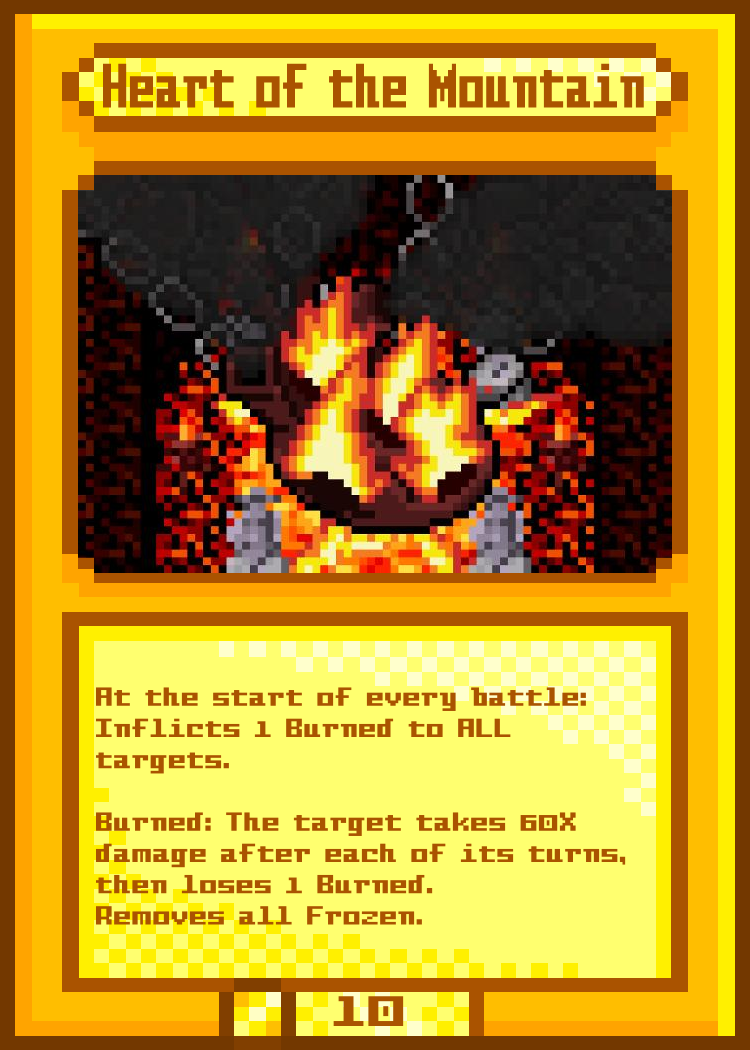 Heart of the Mountain
At the start of every battle:
Inflicts 1 Burned to ALL
targets.
Burned: The target takes 60X
damage after each of its turns,
then loses 1 Burned.
Removes all Frozen.
10